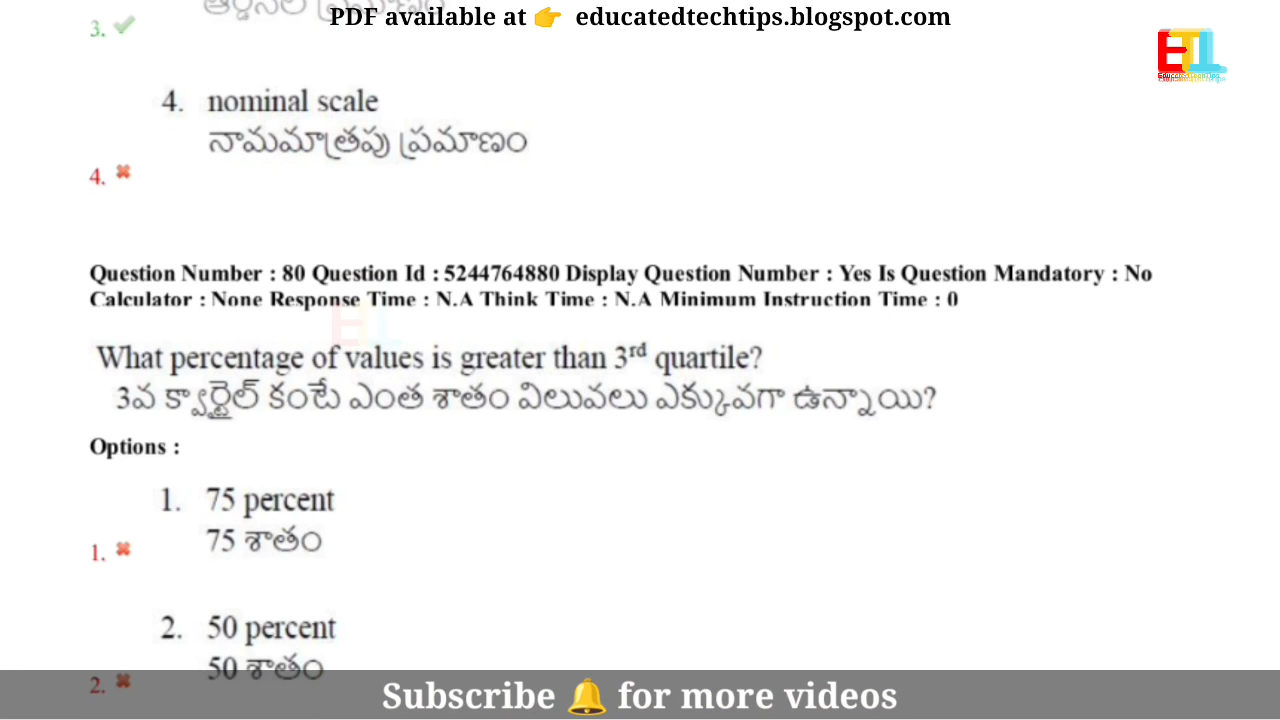 ఆర్డినల్ ప్రమాణం
PDF available at 👉 educatedtechtips.blogspot.com
3.
4. nominal scale
నామమాత్రపు ప్రమాణం
4.
Question Number : 80 Question Id : 5244764880 Display Question Number : Yes Is Question Mandatory : No
Calculator : None Response Time : N.A Think Time : N.A Minimum Instruction Time : 0
What percentage of values is greater than 3rd quartile?
3వ క్వార్టైల్ కంటే ఎంత శాతం విలువలు ఎక్కువగా ఉన్నాయి?
Options :
1. 75 percent
75 శాతం
1.
2. 50 percent
50 శాతం
2.
Subscribe 🔔 for more videos